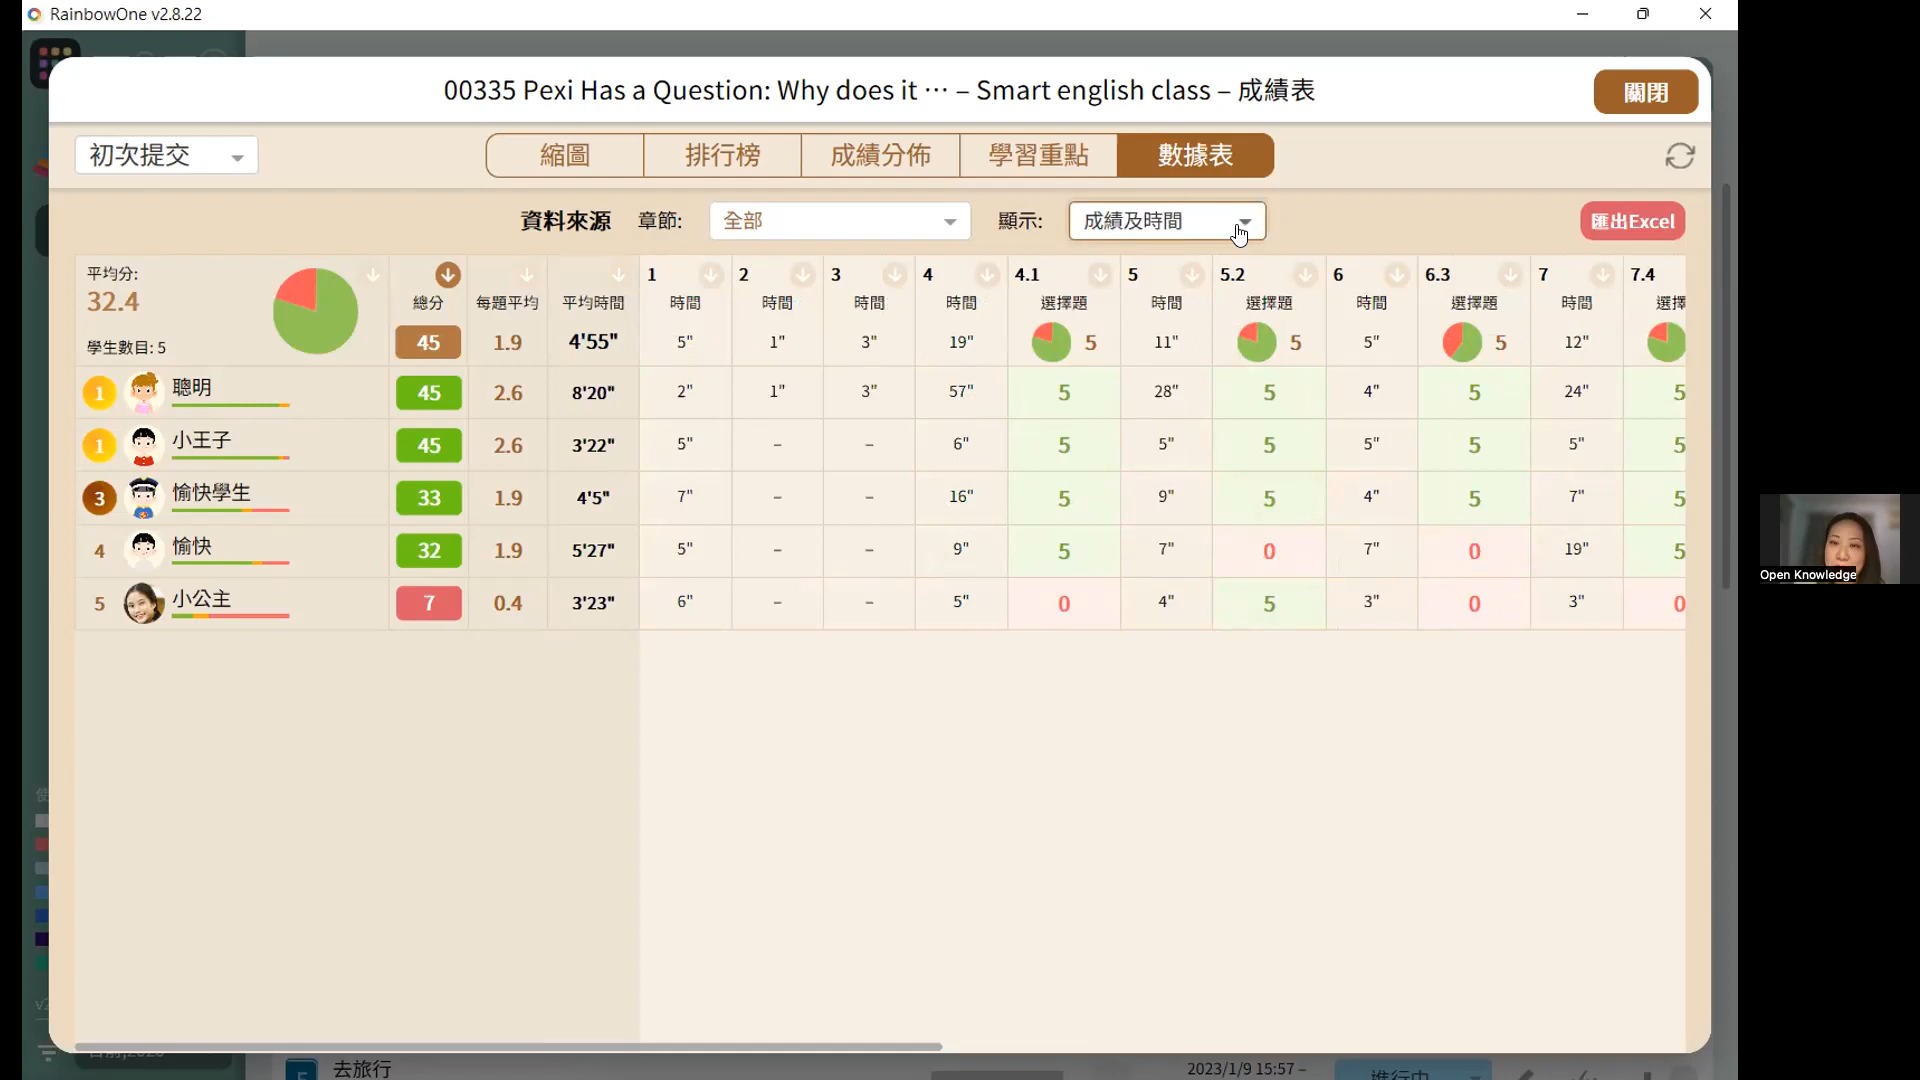 RainbowOne v2.8.22
00335 Pexi Has a Question: Why does it ⋯ – Smart english class – 成績表
關閉
初次提交
縮圖 排行榜 成績分佈 學習重點 數據表
資料來源 章節: 全部 顯示: 成績及時間 匯出Excel
平均分:
32.4
學生數目: 5
總分 每題平均 平均時間
45 1.9 4'55"
1 2 3 4 4.1 5 5.2 6 6.3 7 7.4
時間 時間 時間 時間 選擇題 時間 選擇題 時間 選擇題 時間 選擇
5" 1" 3" 19" 5 11" 5 5" 5 12"
1 聰明 45 2.6 8'20" 2" 1" 3" 57" 5 28" 5 4" 5 24" 5
1 小王子 45 2.6 3'22" 5" – – 6" 5 5" 5 5" 5 5" 5
3 愉快學生 33 1.9 4'5" 7" – – 16" 5 9" 5 4" 5 7" 5
4 愉快 32 1.9 5'27" 5" – – 9" 5 7" 0 7" 0 19" 5
5 小公主 7 0.4 3'23" 6" – – 5" 0 4" 5 3" 0 3" 0
Open Knowledge
去旅行
2023/1/9 15:57 –
進行中